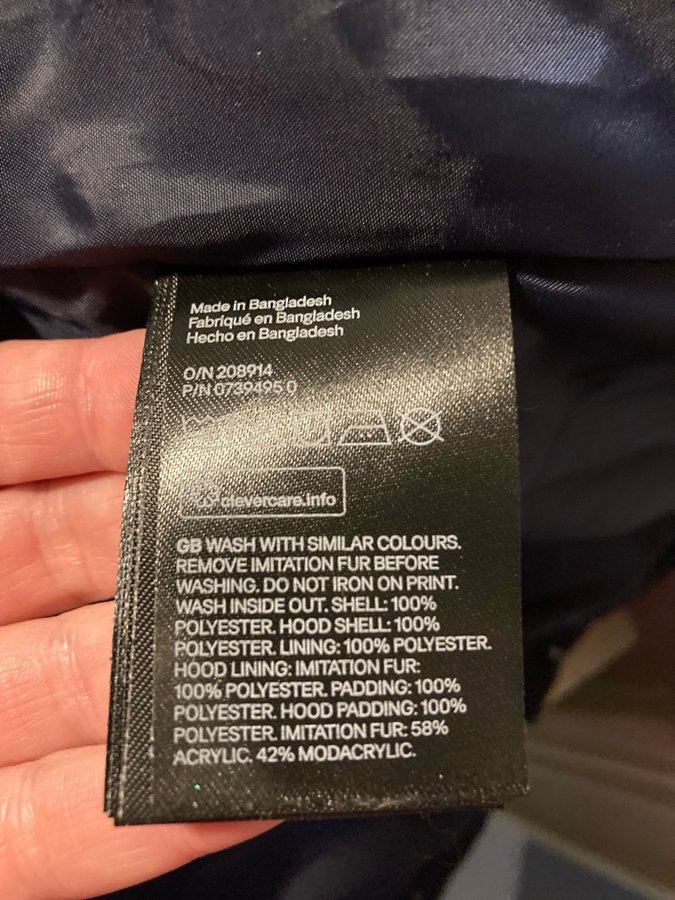 Made in Bangladesh
Fabriqué en Bangladesh
Hecho en Bangladesh
O/N 208914
P/N 0739495 0
clevercare.info
GB WASH WITH SIMILAR COLOURS.
REMOVE IMITATION FUR BEFORE
WASHING. DO NOT IRON ON PRINT.
WASH INSIDE OUT. SHELL: 100%
POLYESTER. HOOD SHELL: 100%
POLYESTER. LINING: 100% POLYESTER.
HOOD LINING: IMITATION FUR:
100% POLYESTER. PADDING: 100%
POLYESTER. HOOD PADDING: 100%
POLYESTER. IMITATION FUR: 58%
ACRYLIC. 42% MODACRYLIC.